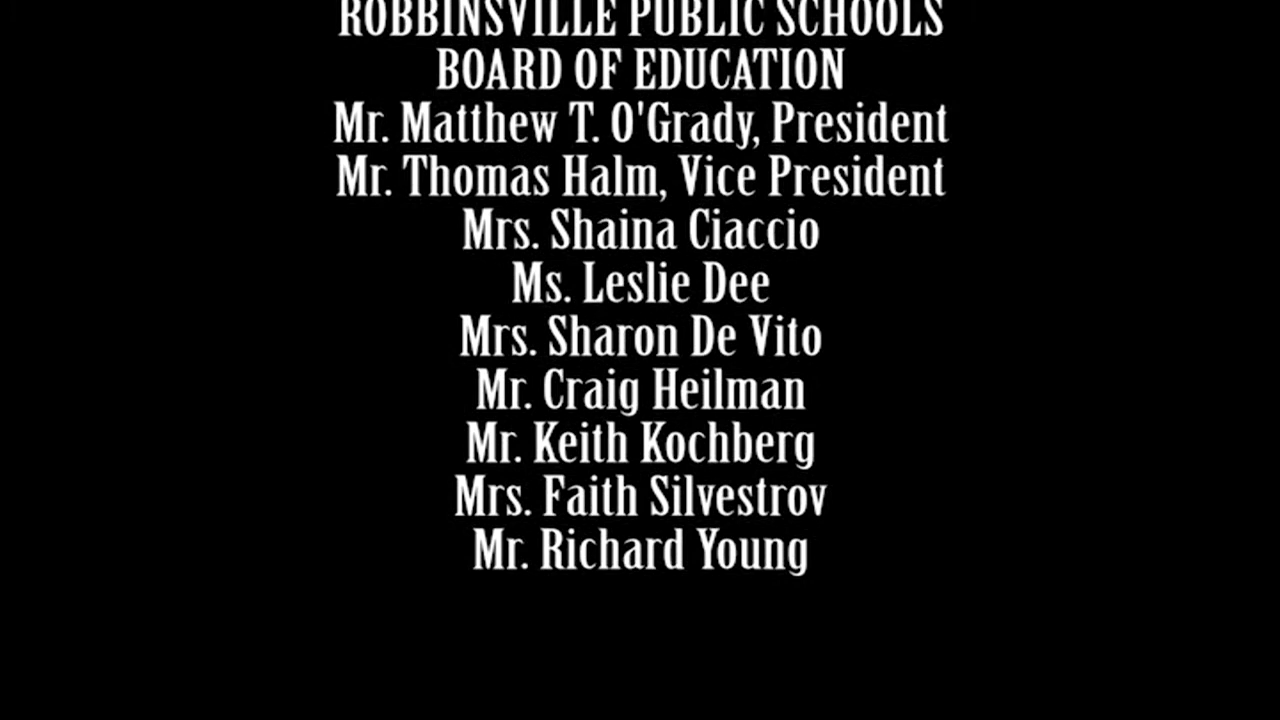 ROBBINSVILLE PUBLIC SCHOOLS
BOARD OF EDUCATION
Mr. Matthew T. O'Grady, President
Mr. Thomas Halm, Vice President
Mrs. Shaina Ciaccio
Ms. Leslie Dee
Mrs. Sharon De Vito
Mr. Craig Heilman
Mr. Keith Kochberg
Mrs. Faith Silvestrov
Mr. Richard Young